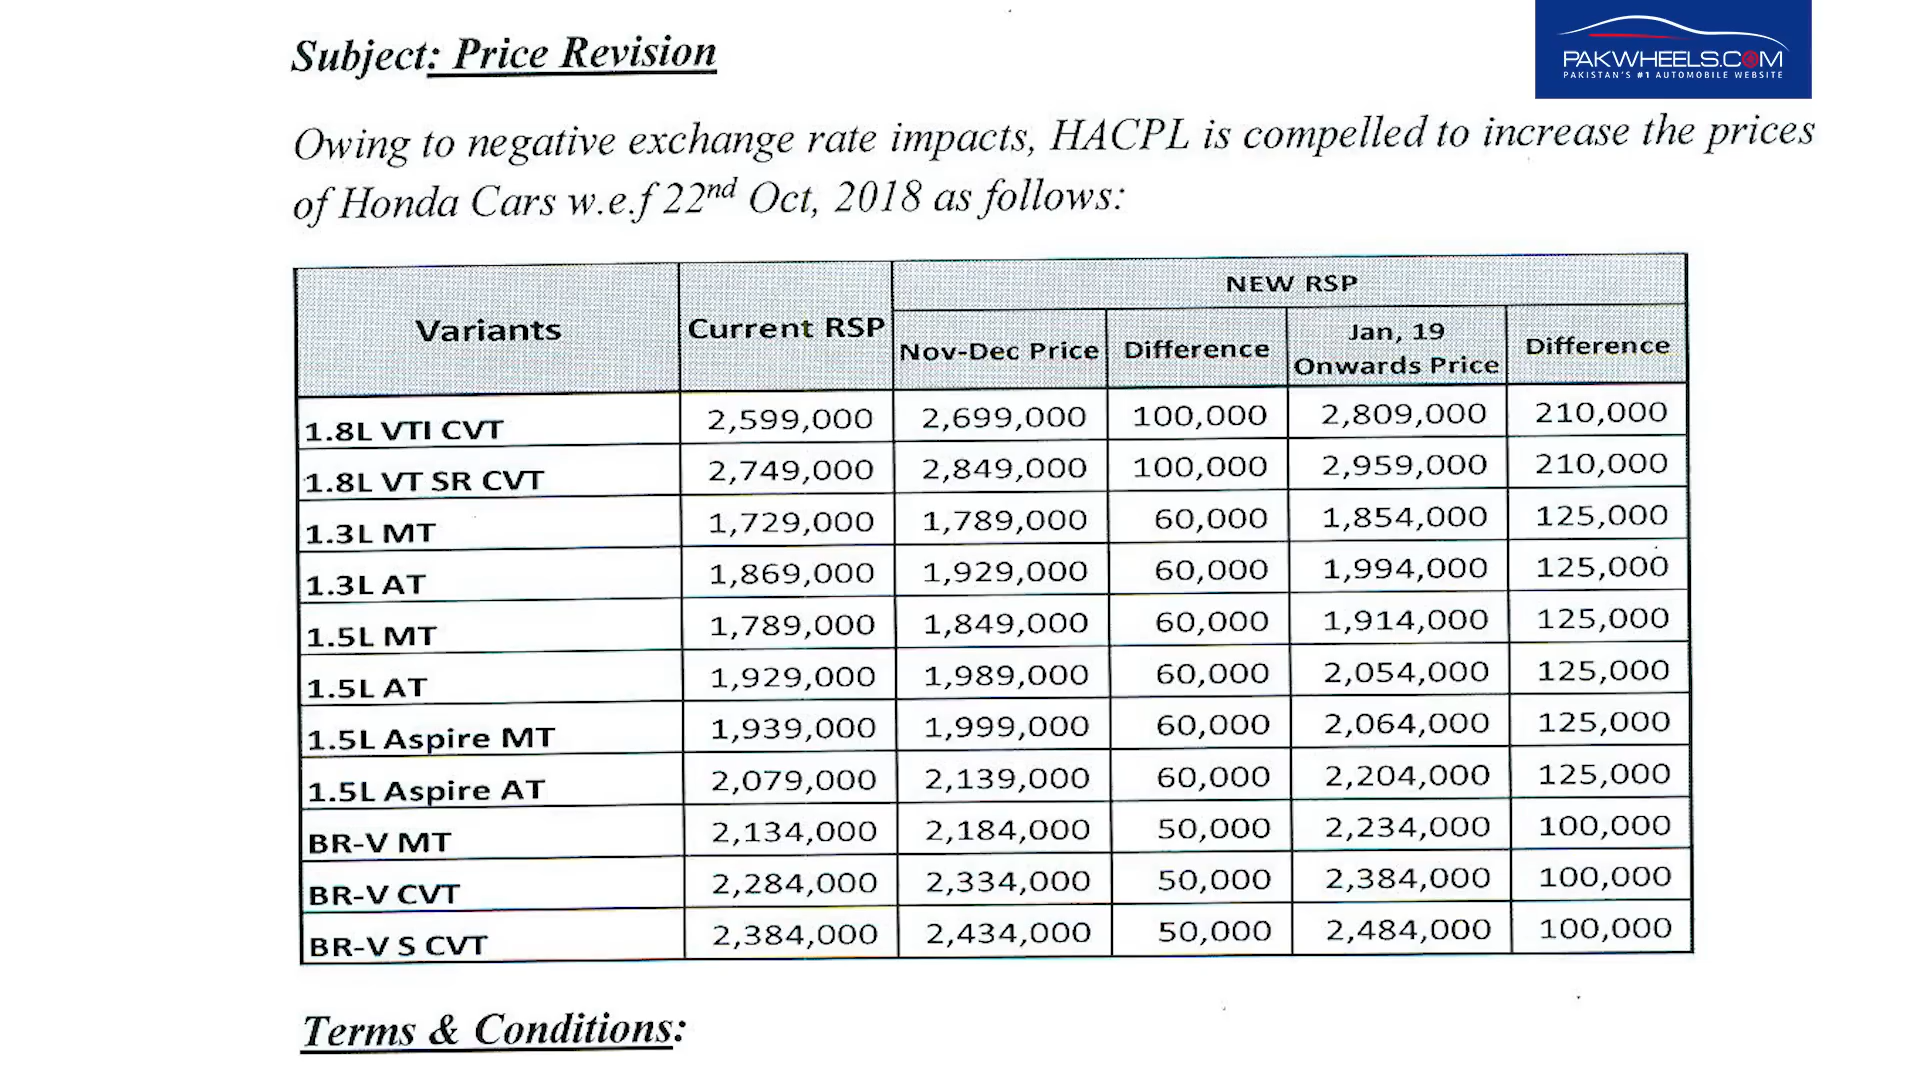 PAKWHEELS.COM
PAKISTAN'S #1 AUTOMOBILE WEBSITE
Subject: Price Revision
Owing to negative exchange rate impacts, HACPL is compelled to increase the prices
of Honda Cars w.e.f 22nd Oct, 2018 as follows:
Variants Current RSP NEW RSP
Nov-Dec Price Difference Jan, 19 Onwards Price Difference
1.8L VTI CVT 2,599,000 2,699,000 100,000 2,809,000 210,000
1.8L VT SR CVT 2,749,000 2,849,000 100,000 2,959,000 210,000
1.3L MT 1,729,000 1,789,000 60,000 1,854,000 125,000
1.3L AT 1,869,000 1,929,000 60,000 1,994,000 125,000
1.5L MT 1,789,000 1,849,000 60,000 1,914,000 125,000
1.5L AT 1,929,000 1,989,000 60,000 2,054,000 125,000
1.5L Aspire MT 1,939,000 1,999,000 60,000 2,064,000 125,000
1.5L Aspire AT 2,079,000 2,139,000 60,000 2,204,000 125,000
BR-V MT 2,134,000 2,184,000 50,000 2,234,000 100,000
BR-V CVT 2,284,000 2,334,000 50,000 2,384,000 100,000
BR-V S CVT 2,384,000 2,434,000 50,000 2,484,000 100,000
Terms & Conditions: